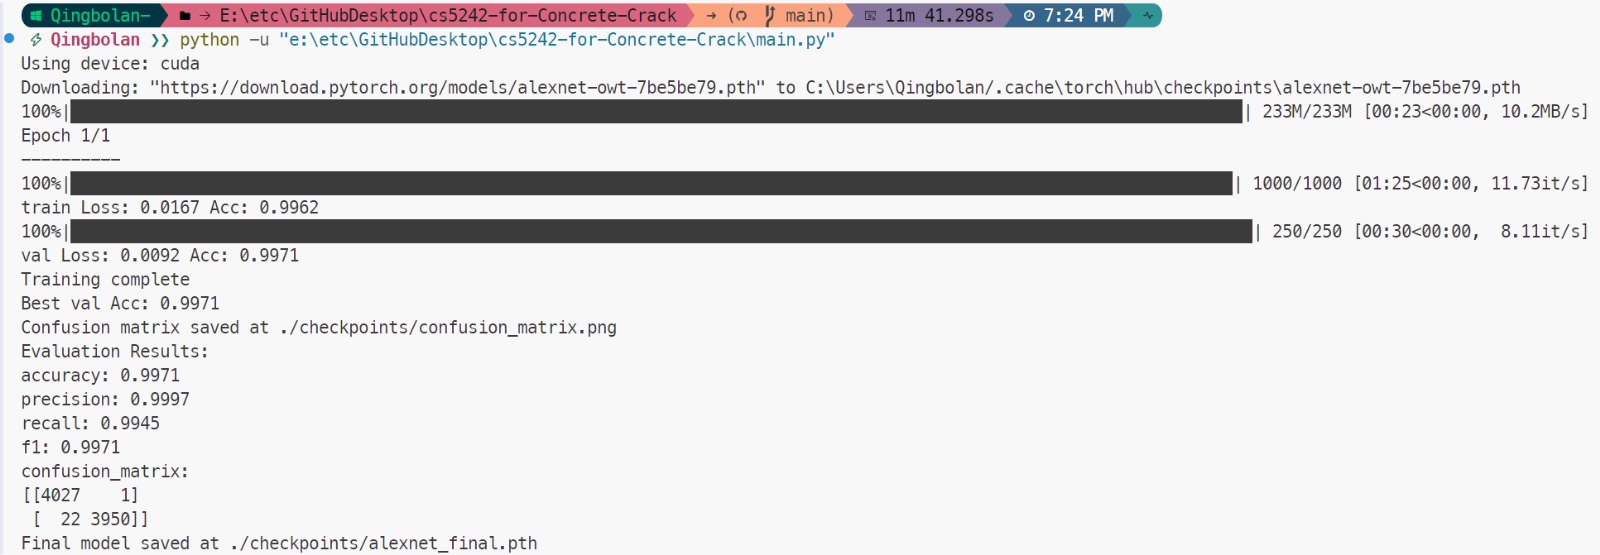 Qingbolan- → E:\etc\GitHubDesktop\cs5242-for-Concrete-Crack → ( main) 11m 41.298s 7:24 PM
Qingbolan ❯❯ python -u "e:\etc\GitHubDesktop\cs5242-for-Concrete-Crack\main.py"
Using device: cuda
Downloading: "https://download.pytorch.org/models/alexnet-owt-7be5be79.pth" to C:\Users\Qingbolan/.cache\torch\hub\checkpoints\alexnet-owt-7be5be79.pth
100%| | 233M/233M [00:23<00:00, 10.2MB/s]
Epoch 1/1
----------
100%| | 1000/1000 [01:25<00:00, 11.73it/s]
train Loss: 0.0167 Acc: 0.9962
100%| | 250/250 [00:30<00:00,  8.11it/s]
val Loss: 0.0092 Acc: 0.9971
Training complete
Best val Acc: 0.9971
Confusion matrix saved at ./checkpoints/confusion_matrix.png
Evaluation Results:
accuracy: 0.9971
precision: 0.9997
recall: 0.9945
f1: 0.9971
confusion_matrix:
[[4027    1]
 [  22 3950]]
Final model saved at ./checkpoints/alexnet_final.pth